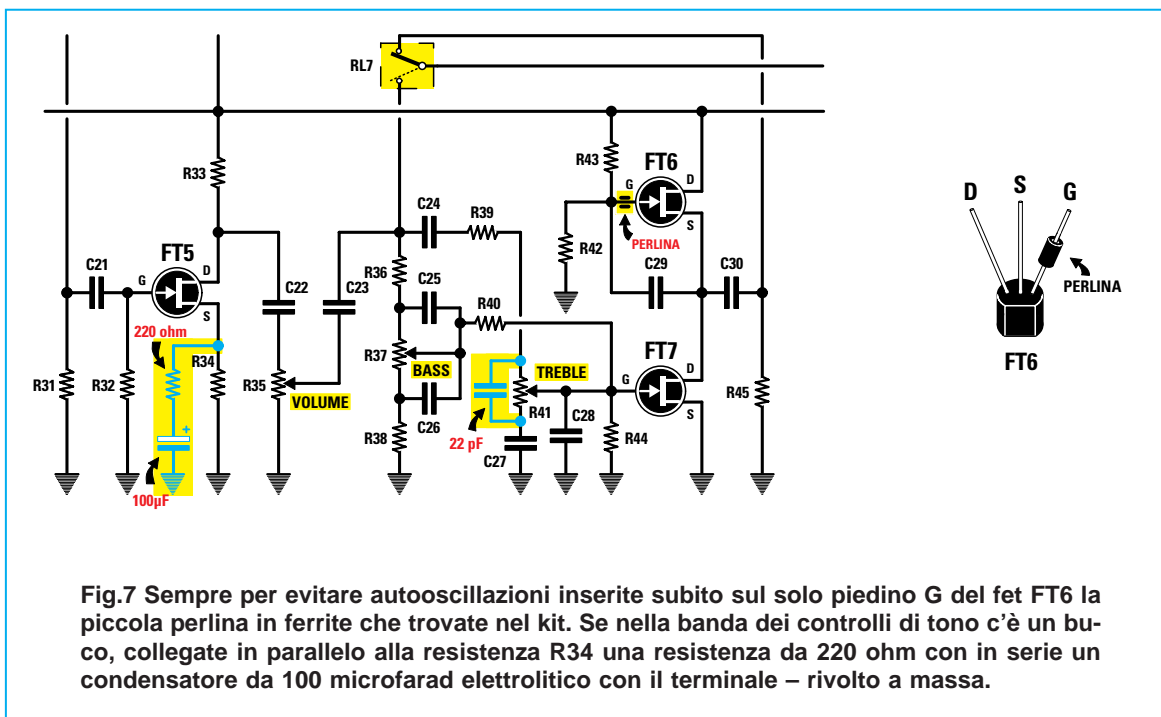 RL7
R33
R43
FT6
D
G
S
PERLINA
R42
C24
R39
R36
C25
R40
C29
C30
FT5
C21
G
D
S
C22
C23
220 ohm
R34
R31
R32
R35
VOLUME
R37
BASS
C26
R38
TREBLE
R41
22 pF
C27
C28
FT7
G
D
S
R44
R45
+
100µF
D S G
PERLINA
FT6
Fig.7 Sempre per evitare autooscillazioni inserite subito sul solo piedino G del fet FT6 la
piccola perlina in ferrite che trovate nel kit. Se nella banda dei controlli di tono c'è un bu-
co, collegate in parallelo alla resistenza R34 una resistenza da 220 ohm con in serie un
condensatore da 100 microfarad elettrolitico con il terminale – rivolto a massa.